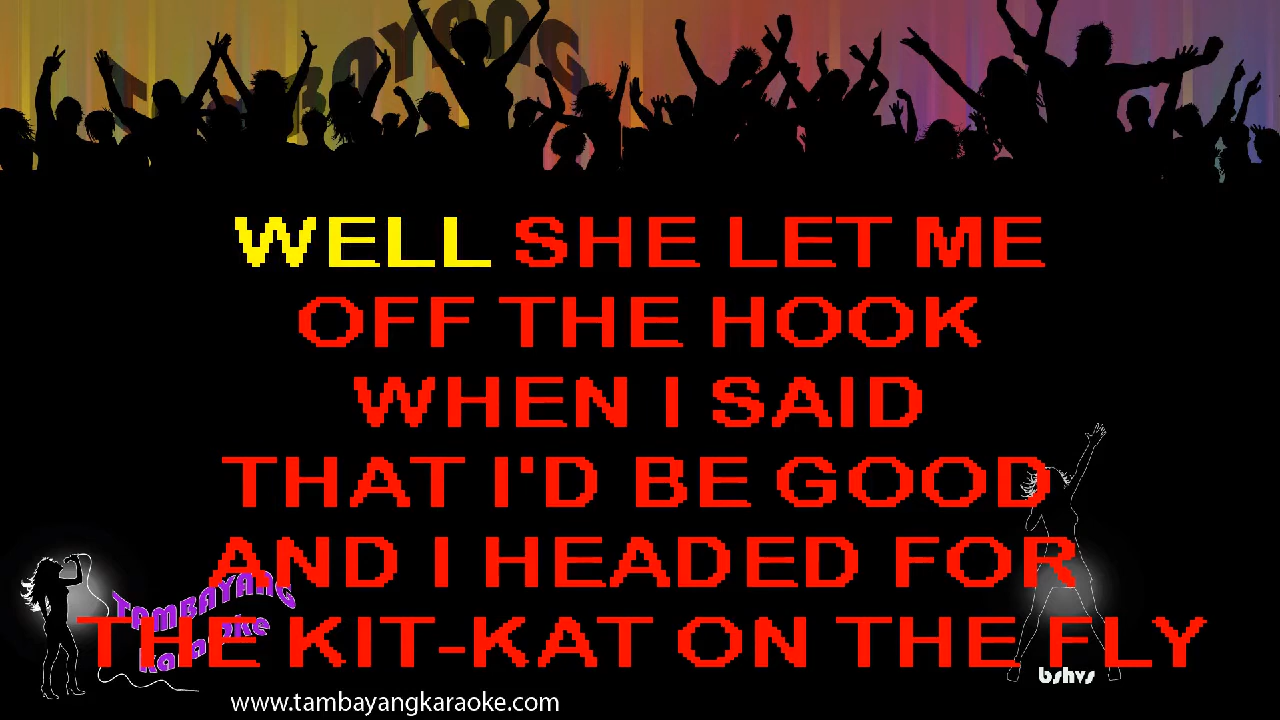 TAMBAYANG
WELL SHE LET ME
OFF THE HOOK
WHEN I SAID
THAT I'D BE GOOD
AND I HEADED FOR
THE KIT-KAT ON THE FLY
TAMBAYANG
Karaoke
bshvs
www.tambayangkaraoke.com